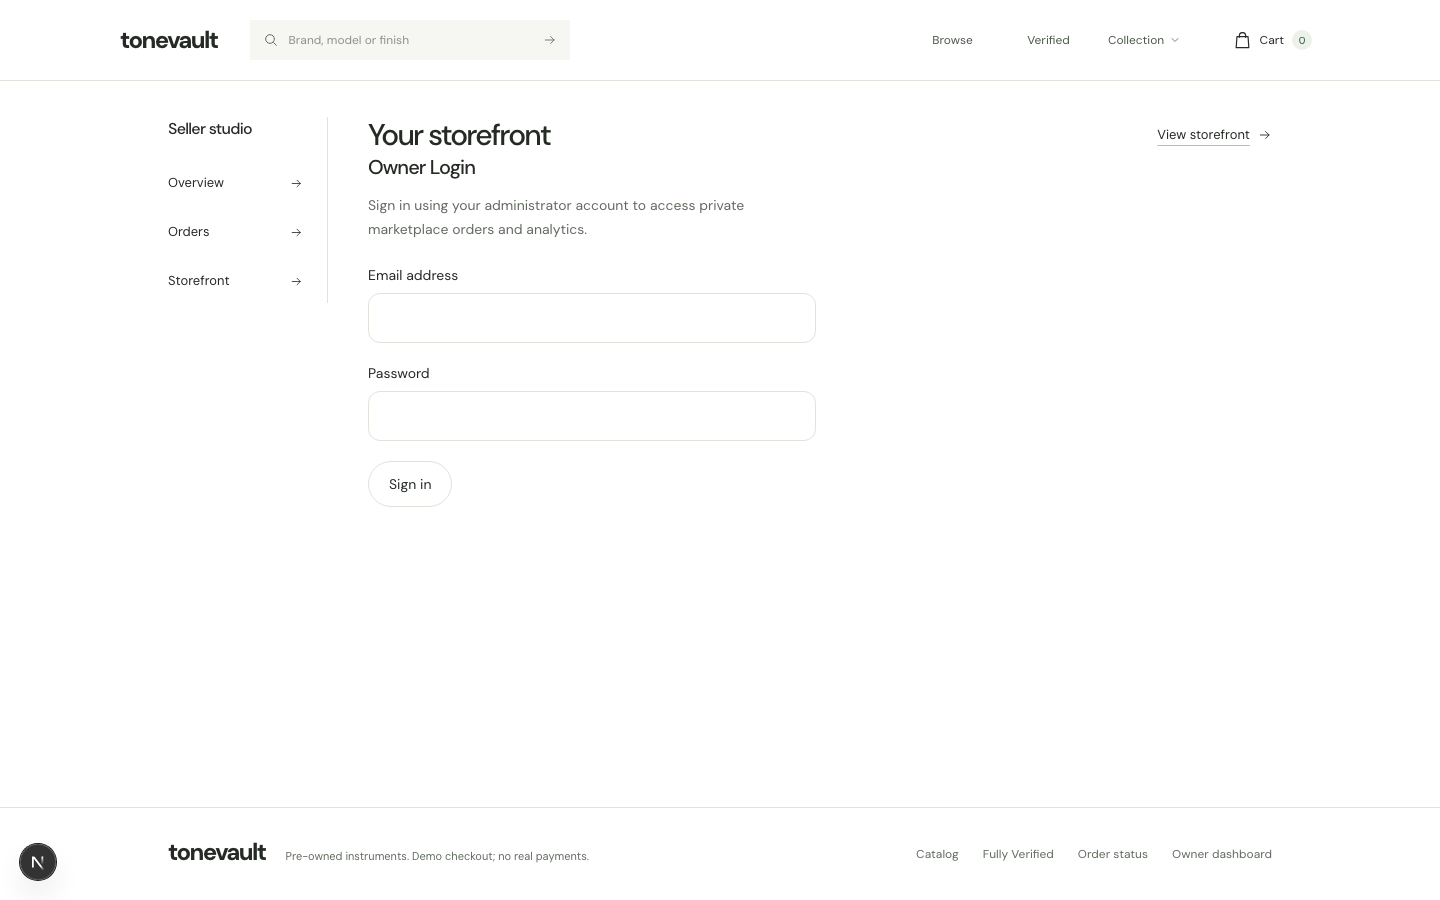 tonevault
Brand, model or finish
Browse
Verified
Collection
Cart 0
Seller studio
Overview
Orders
Storefront
Your storefront
View storefront
Owner Login
Sign in using your administrator account to access private
marketplace orders and analytics.
Email address
Password
Sign in
tonevault
Pre-owned instruments. Demo checkout; no real payments.
Catalog
Fully Verified
Order status
Owner dashboard
N